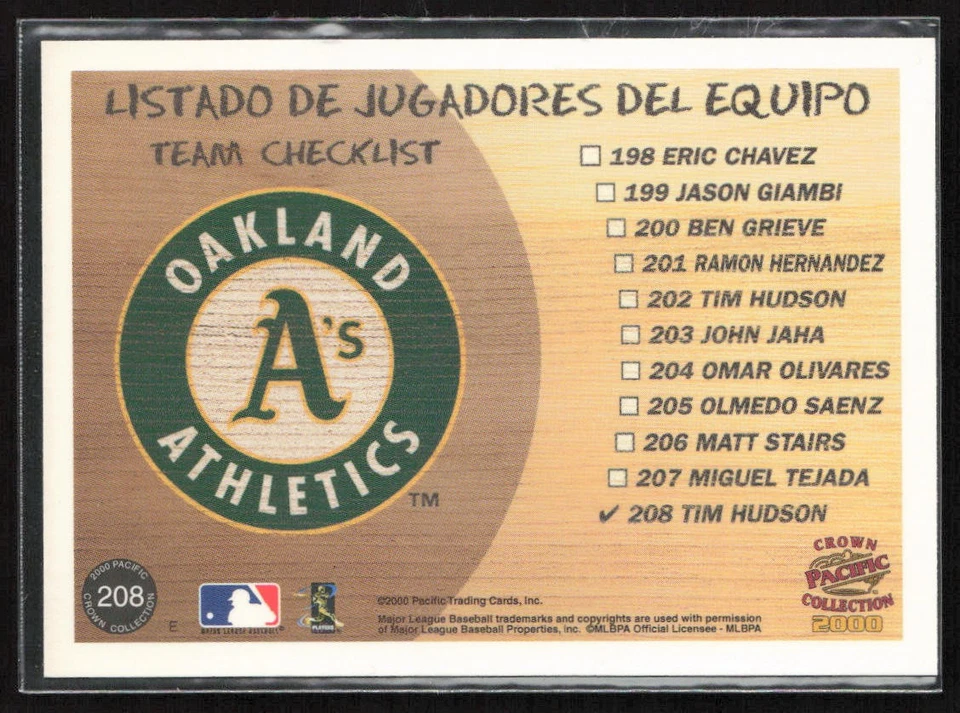 LISTADO DE JUGADORES DEL EQUIPO
TEAM CHECKLIST
198 ERIC CHAVEZ
199 JASON GIAMBI
200 BEN GRIEVE
201 RAMON HERNANDEZ
202 TIM HUDSON
203 JOHN JAHA
204 OMAR OLIVARES
205 OLMEDO SAENZ
206 MATT STAIRS
207 MIGUEL TEJADA
✓ 208 TIM HUDSON
OAKLAND
A's
ATHLETICS
TM
2000 PACIFIC
208
CROWN COLLECTION
E
MAJOR LEAGUE BASEBALL
PLAYERS
©2000 Pacific Trading Cards, Inc.
Major League Baseball trademarks and copyrights are used with permission
of Major League Baseball Properties, Inc. ©MLBPA Official Licensee - MLBPA
CROWN
PACIFIC
COLLECTION
2000